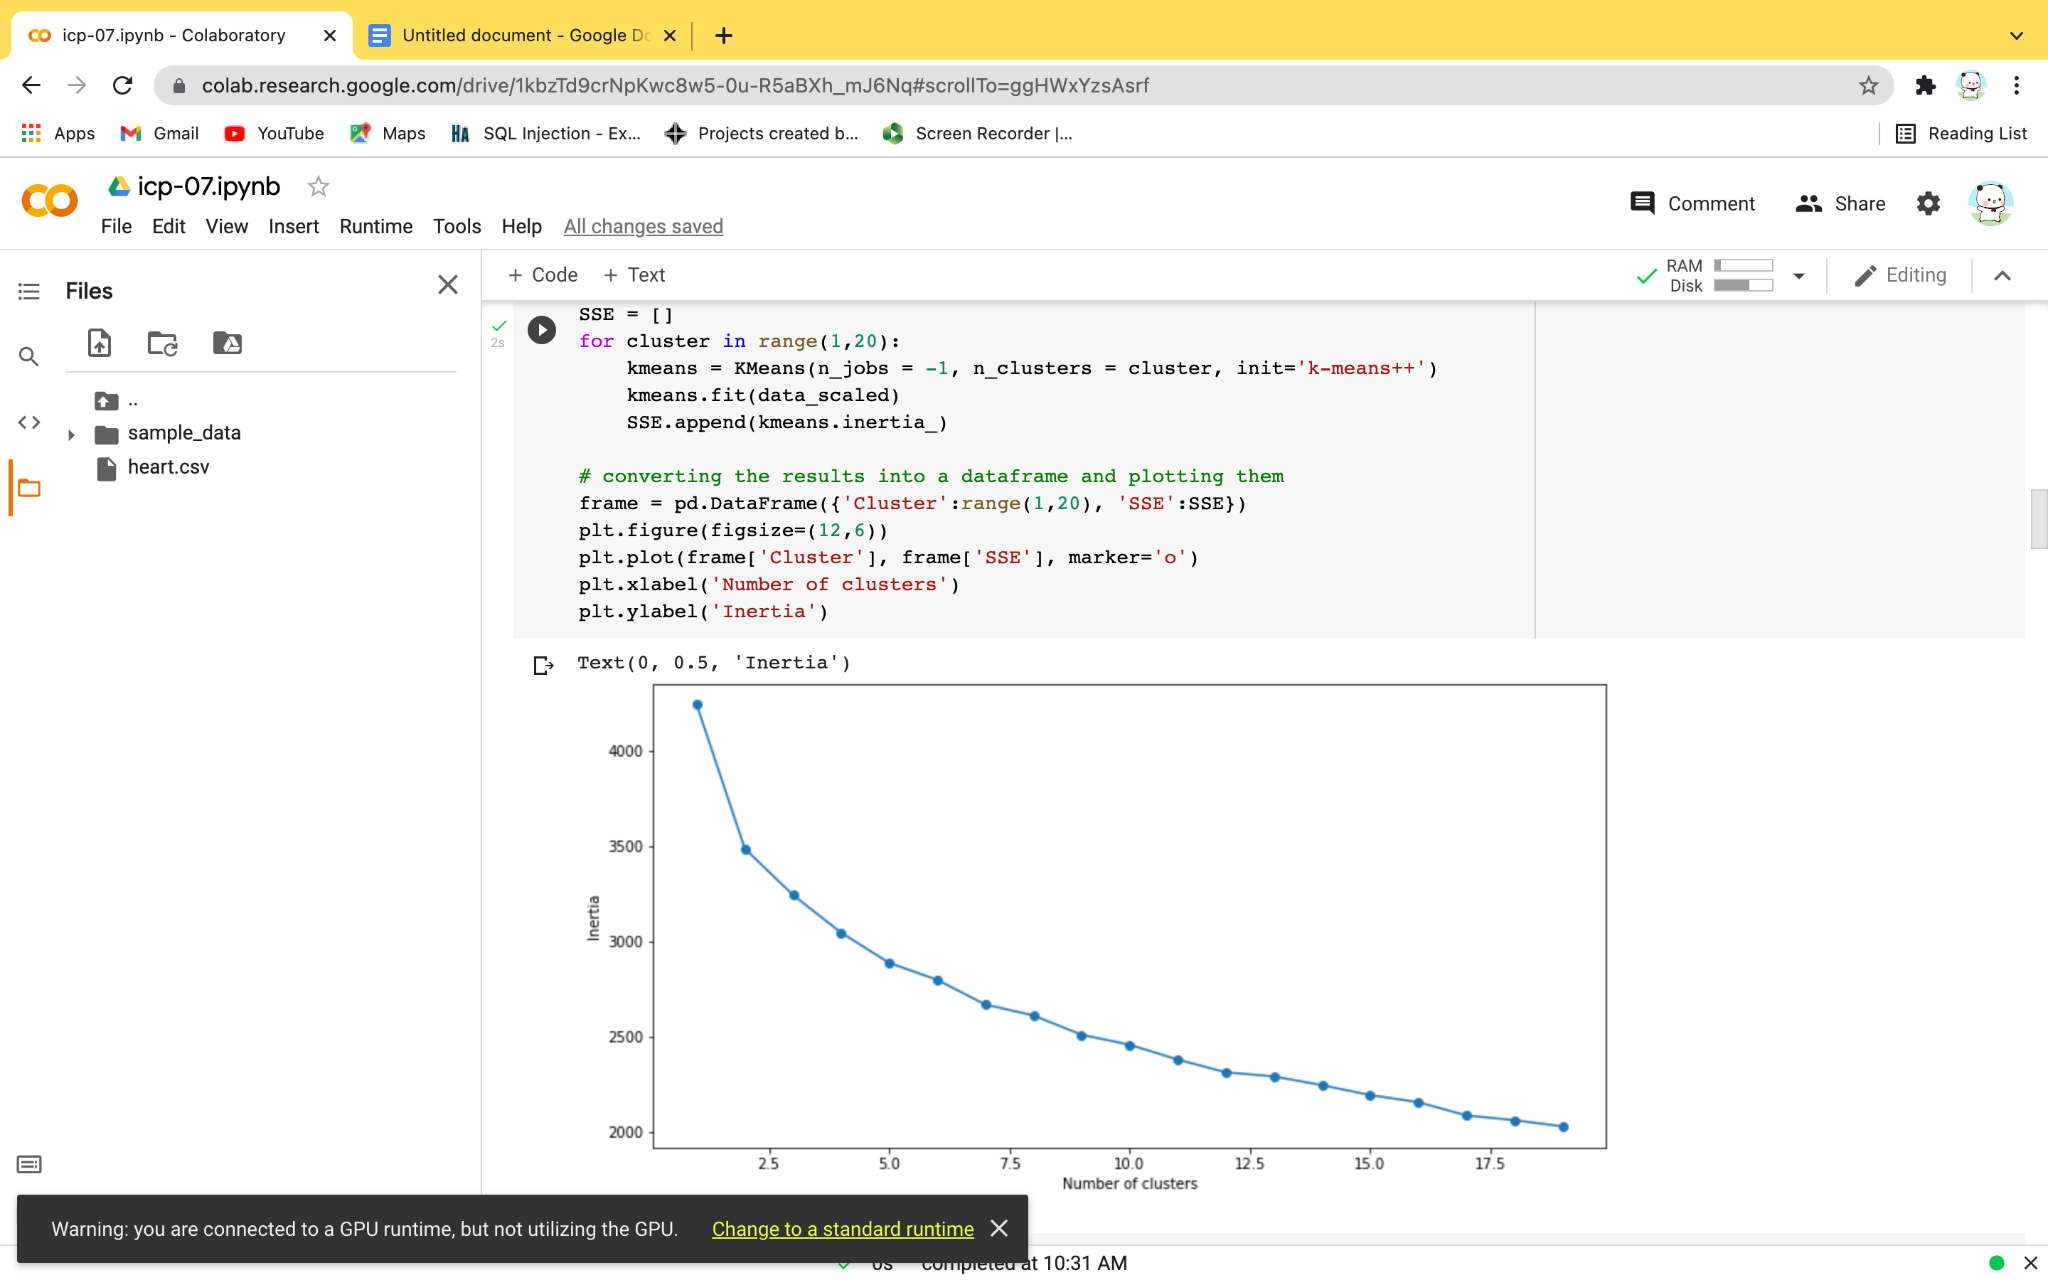 icp-07.ipynb - Colaboratory
Untitled document - Google Do
colab.research.google.com/drive/1kbzTd9crNpKwc8w5-0u-R5aBXh_mJ6Nq#scrollTo=ggHWxYzsAsrf
Apps Gmail YouTube Maps SQL Injection - Ex... Projects created b... Screen Recorder |... Reading List
icp-07.ipynb
File Edit View Insert Runtime Tools Help All changes saved
Comment Share
Files
+ Code + Text
RAM
Disk
Editing
..
sample_data
heart.csv
2s
SSE = []
for cluster in range(1,20):
    kmeans = KMeans(n_jobs = -1, n_clusters = cluster, init='k-means++')
    kmeans.fit(data_scaled)
    SSE.append(kmeans.inertia_)
# converting the results into a dataframe and plotting them
frame = pd.DataFrame({'Cluster':range(1,20), 'SSE':SSE})
plt.figure(figsize=(12,6))
plt.plot(frame['Cluster'], frame['SSE'], marker='o')
plt.xlabel('Number of clusters')
plt.ylabel('Inertia')
Text(0, 0.5, 'Inertia')
4000
3500
3000
2500
2000
Inertia
2.5 5.0 7.5 10.0 12.5 15.0 17.5
Number of clusters
Warning: you are connected to a GPU runtime, but not utilizing the GPU. Change to a standard runtime
0s completed at 10:31 AM